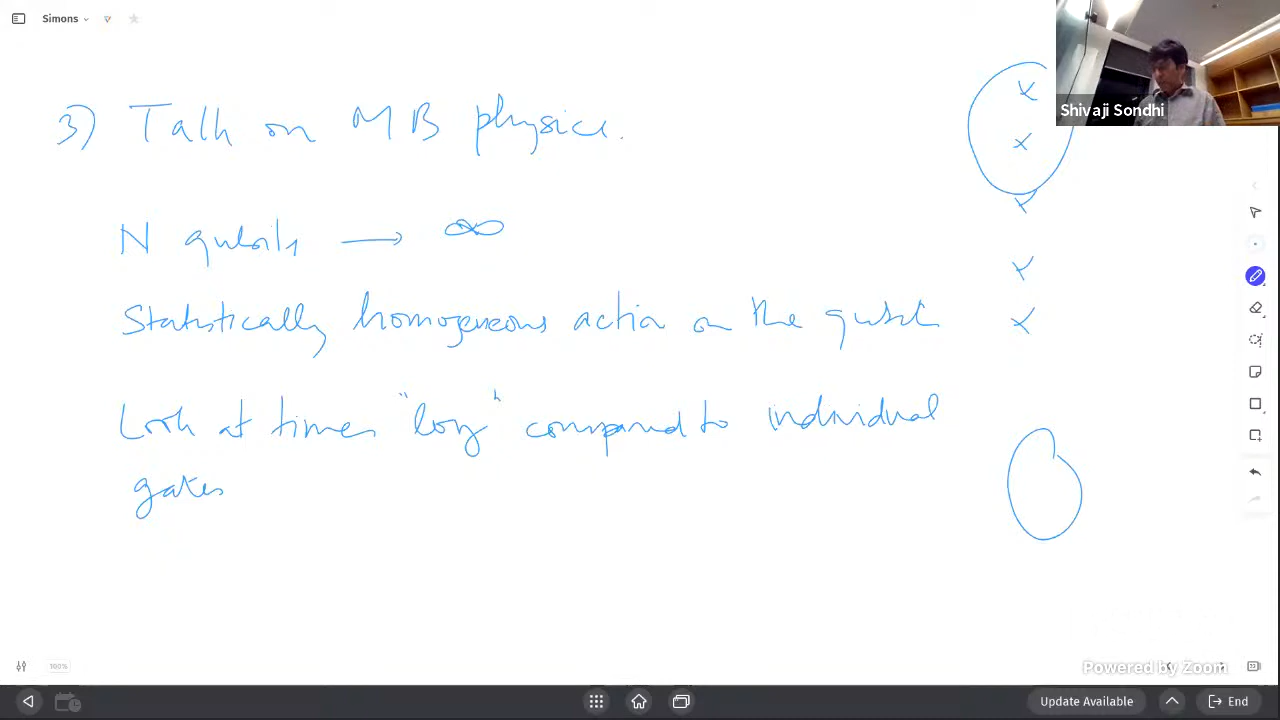 Simons
Shivaji Sondhi
3) Talk on MB physics.
N qubits → ∞
Statistically homogeneous action on the qubits
Look at times "long" compared to individual
gates
100%
Powered by Zoom
Update Available
End